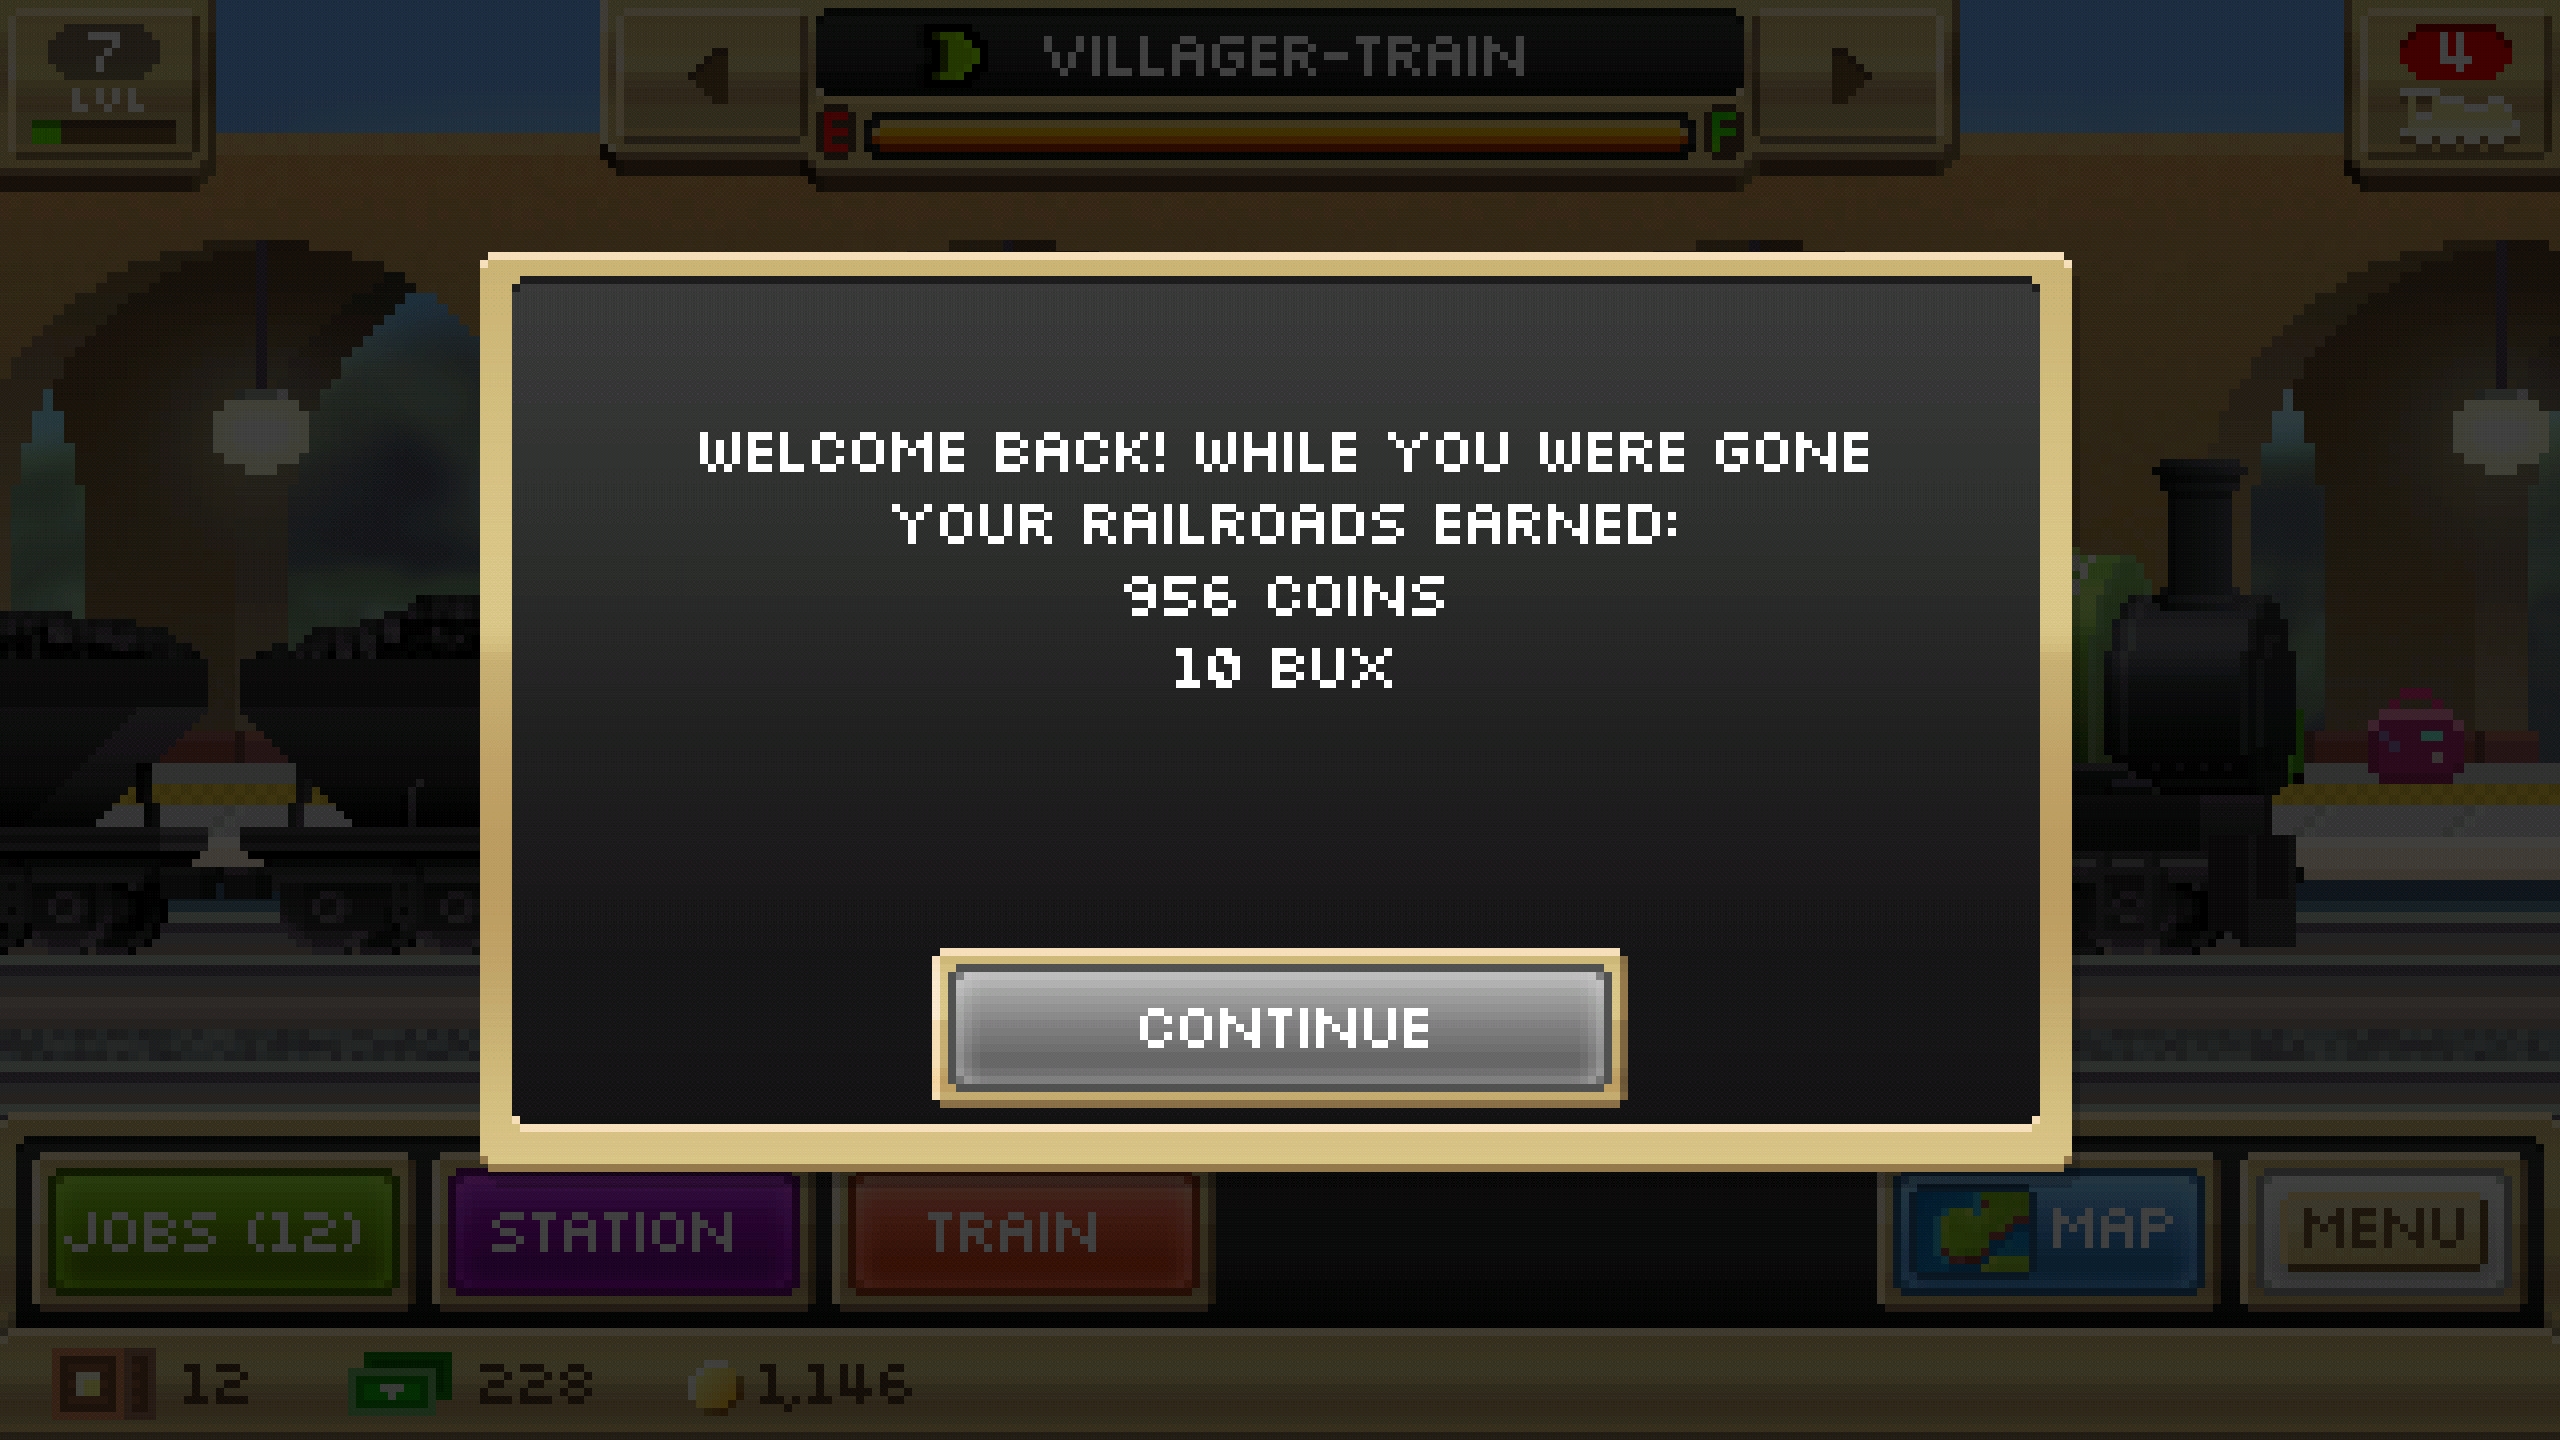 7
LVL
VILLAGER-TRAIN
E
F
4
WELCOME BACK! WHILE YOU WERE GONE
YOUR RAILROADS EARNED:
956 COINS
10 BUX
CONTINUE
JOBS (12)
STATION
TRAIN
MAP
MENU
12
228
1,146